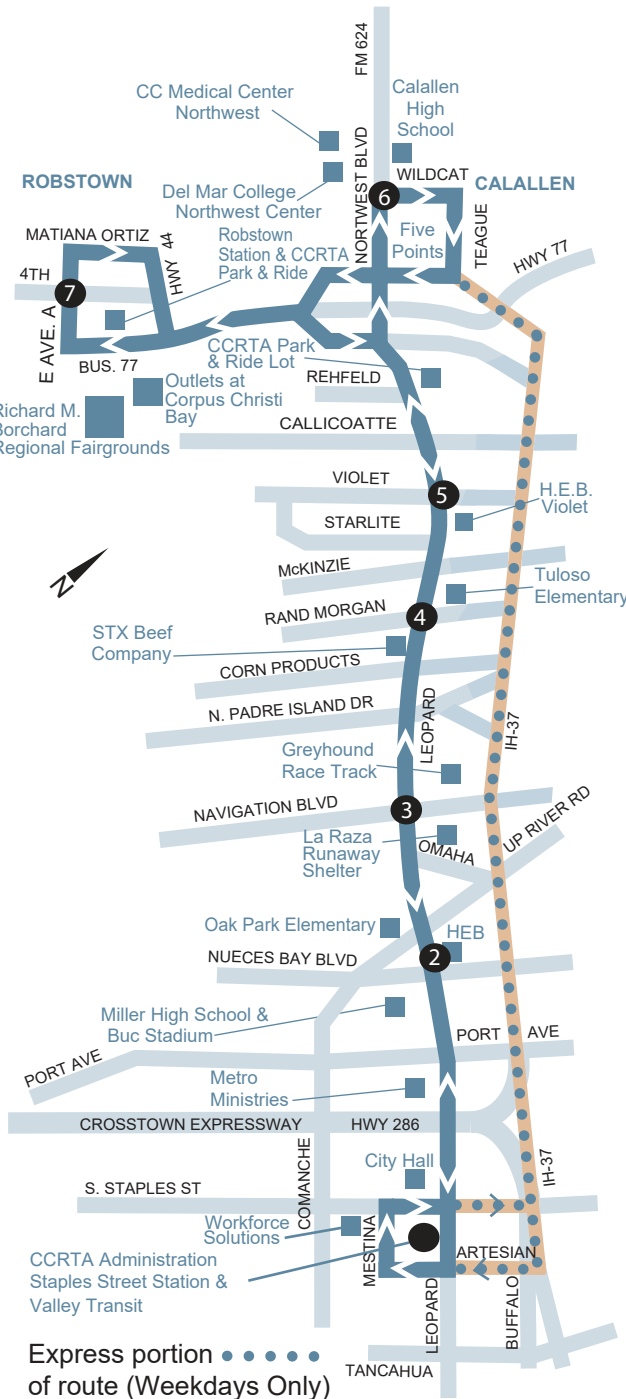 FM 624
CC Medical Center
Northwest
Calallen
High
School
NORTHWEST BLVD
WILDCAT
ROBSTOWN
Del Mar College
Northwest Center
6
CALALLEN
MATIANA ORTIZ
HWY 44
Robstown
Station & CCRTA
Park & Ride
Five
Points
TEAGUE
HWY 77
4TH
7
E AVE. A
BUS. 77
CCRTA Park
& Ride Lot
REHFELD
Outlets at
Corpus Christi
Bay
Richard M.
Borchard
Regional Fairgrounds
CALLICOATTE
VIOLET
5
H.E.B.
Violet
STARLITE
N
McKINZIE
Tuloso
Elementary
RAND MORGAN
4
STX Beef
Company
CORN PRODUCTS
N. PADRE ISLAND DR
LEOPARD
IH-37
Greyhound
Race Track
NAVIGATION BLVD
3
UP RIVER RD
La Raza
Runaway
Shelter
OMAHA
Oak Park Elementary
HEB
NUECES BAY BLVD
2
Miller High School &
Buc Stadium
PORT AVE
PORT AVE
Metro
Ministries
CROSSTOWN EXPRESSWAY
HWY 286
COMANCHE
City Hall
IH-37
S. STAPLES ST
Workforce
Solutions
MESTINA
ARTESIAN
CCRTA Administration
Staples Street Station &
Valley Transit
LEOPARD
BUFFALO
Express portion
of route (Weekdays Only)
TANCAHUA